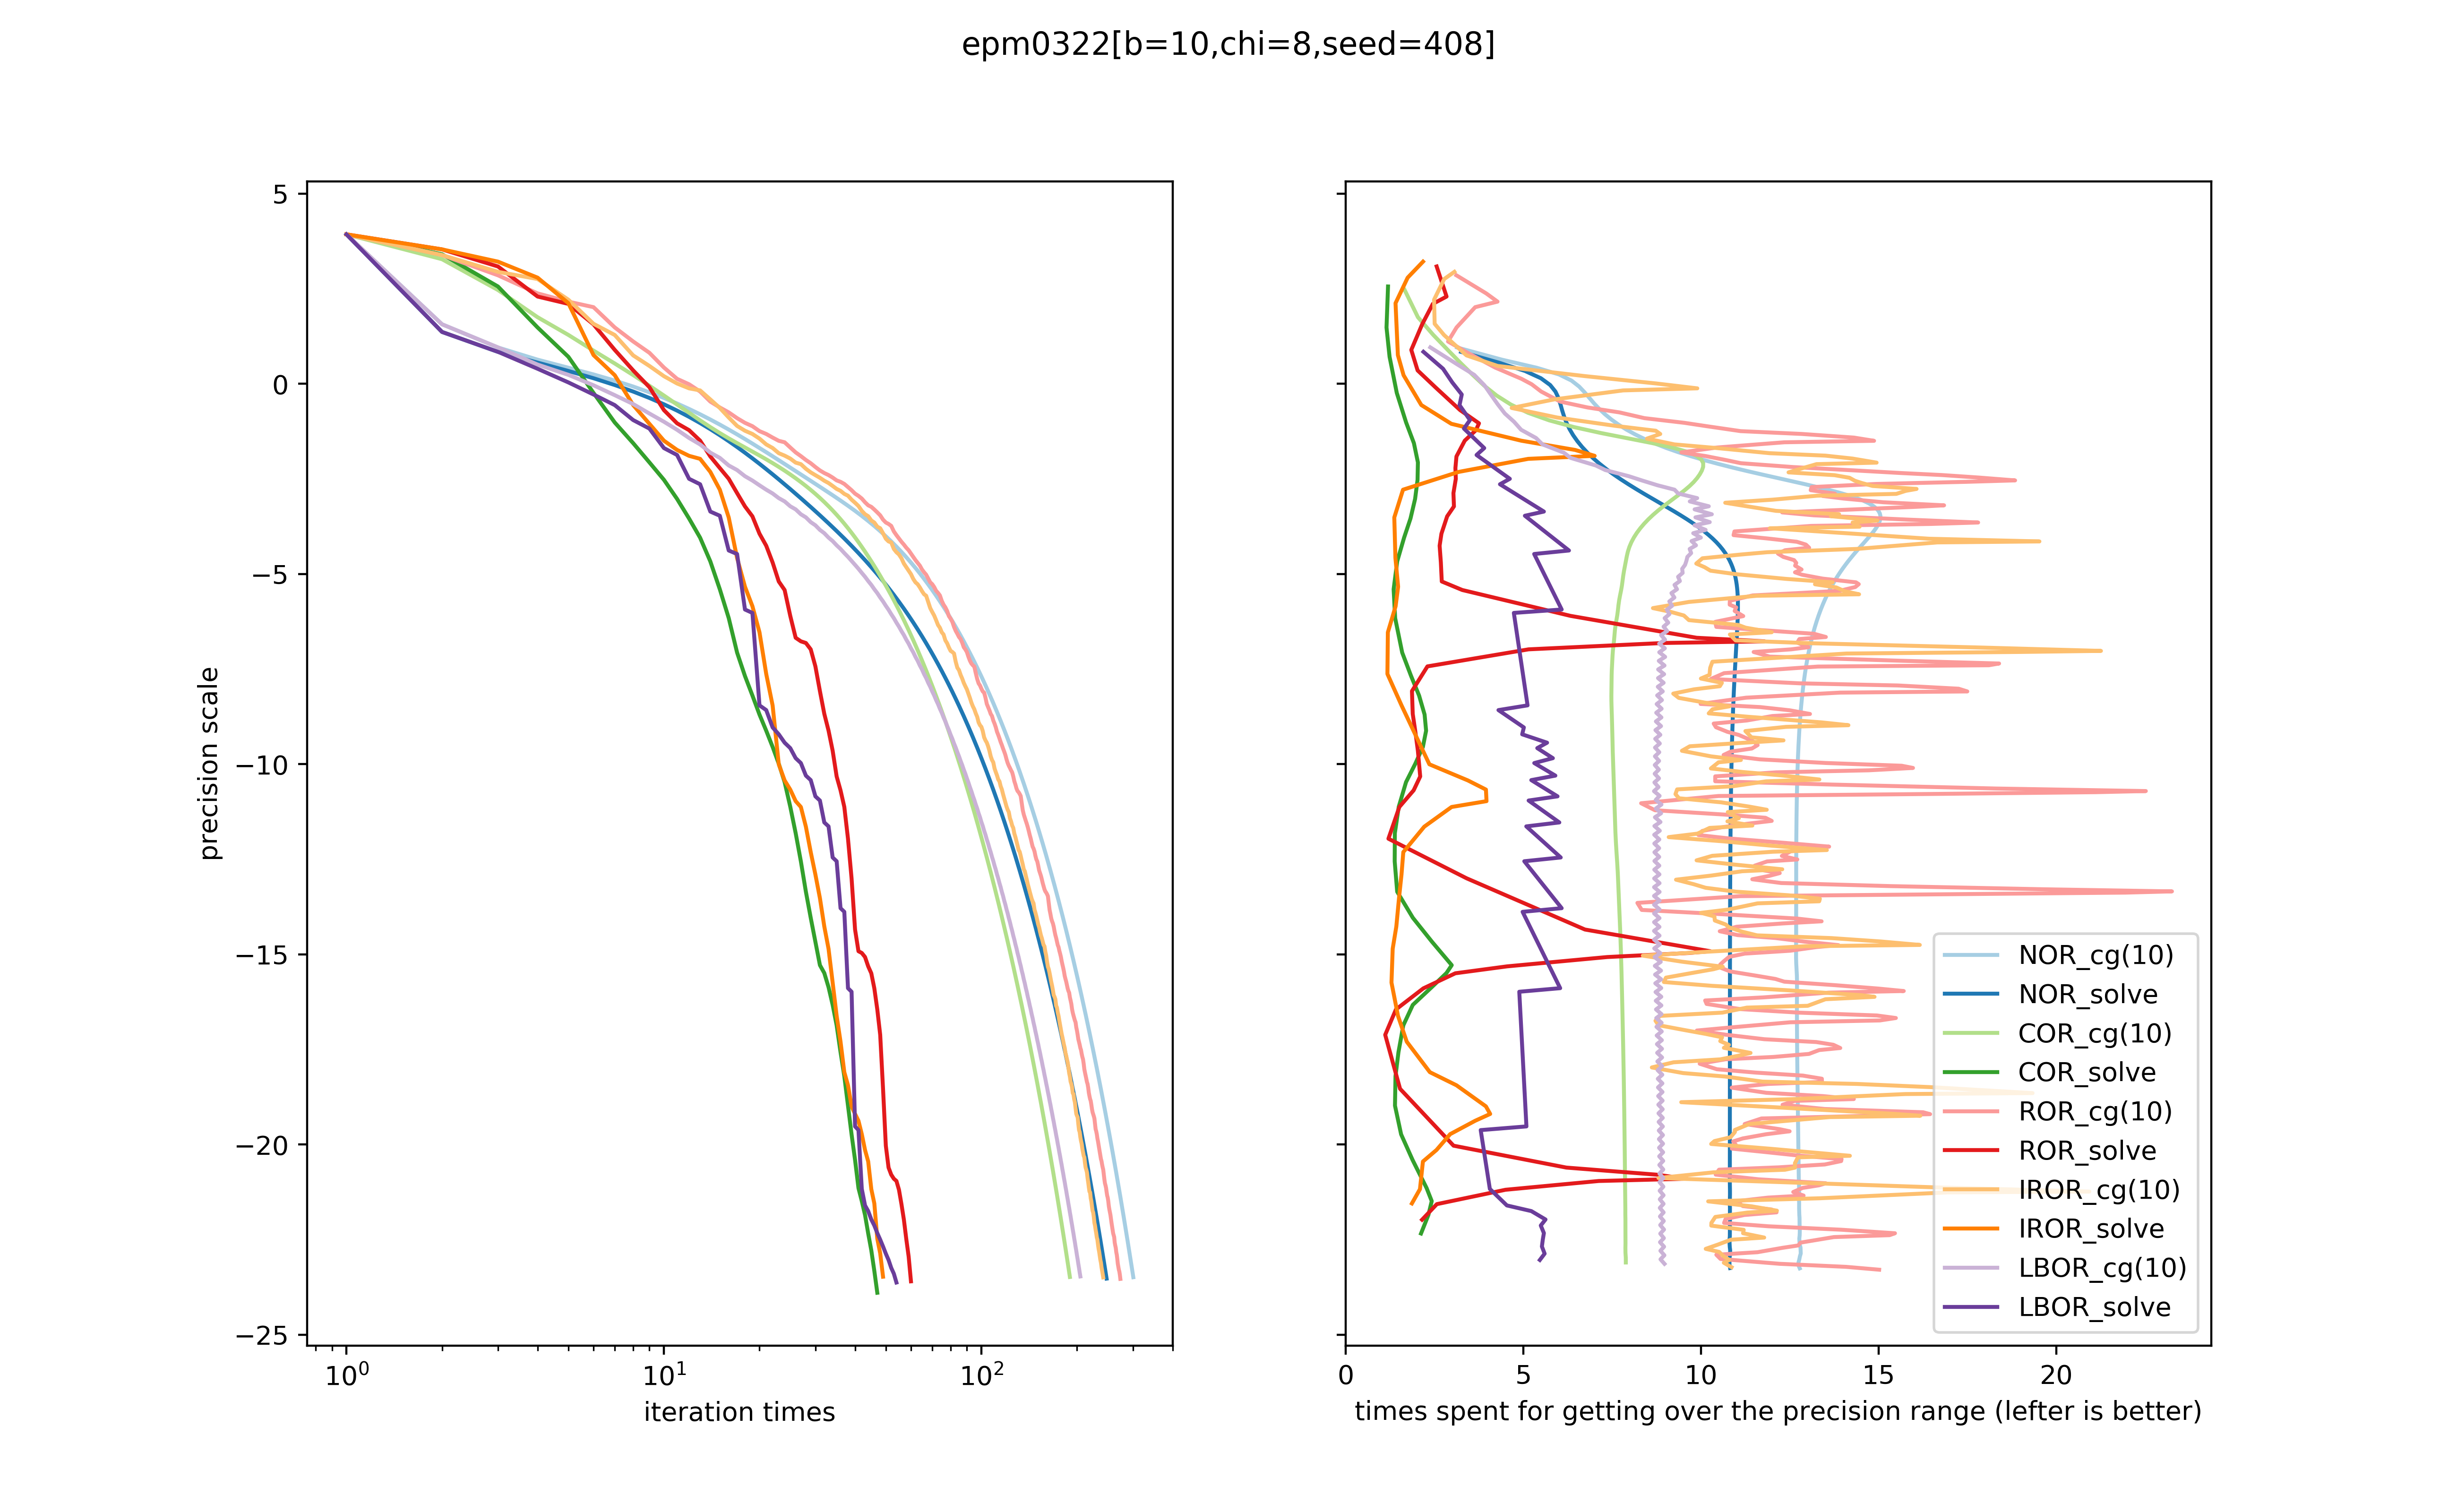 epm0322[b=10,chi=8,seed=408]
precision scale
5
0
−5
−10
−15
−20
−25
10⁰
10¹
10²
iteration times
0
5
10
15
20
times spent for getting over the precision range (lefter is better)
NOR_cg(10)
NOR_solve
COR_cg(10)
COR_solve
ROR_cg(10)
ROR_solve
IROR_cg(10)
IROR_solve
LBOR_cg(10)
LBOR_solve